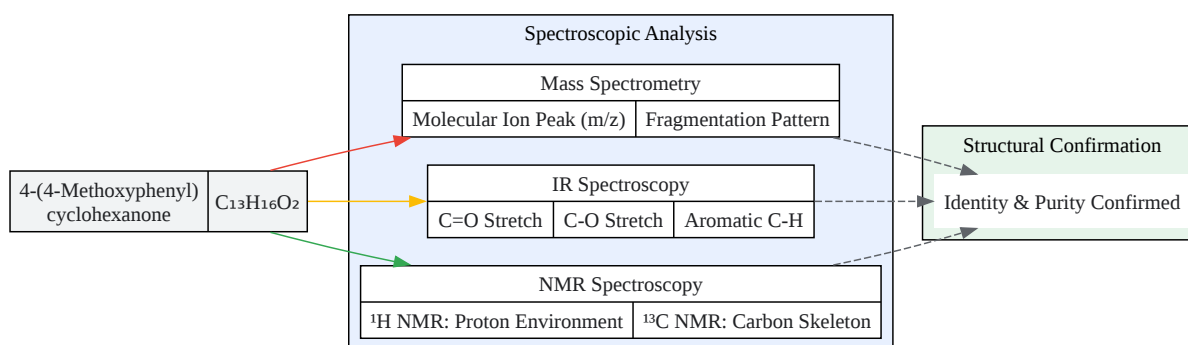 Spectroscopic Analysis
Mass Spectrometry
Molecular Ion Peak (m/z)
Fragmentation Pattern
Structural Confirmation
4-(4-Methoxyphenyl)
cyclohexanone
C₁₃H₁₆O₂
IR Spectroscopy
C=O Stretch
C-O Stretch
Aromatic C-H
Identity & Purity Confirmed
NMR Spectroscopy
¹H NMR: Proton Environment
¹³C NMR: Carbon Skeleton